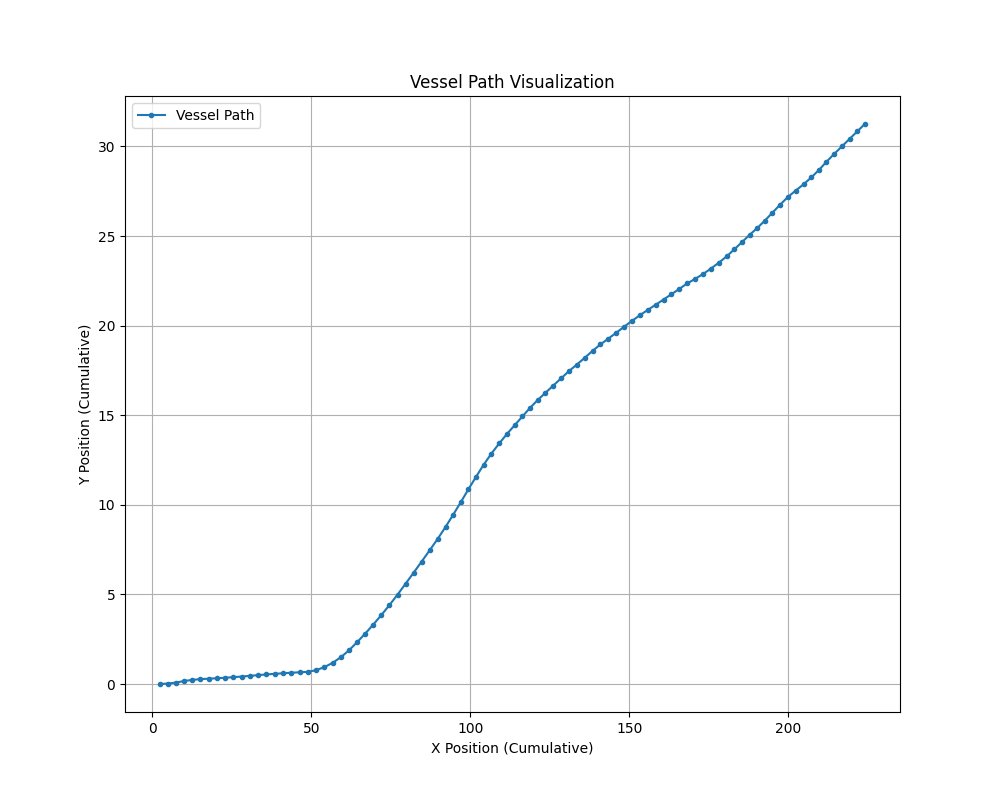 Vessel Path Visualization
Vessel Path
30
25
20
15
10
5
0
Y Position (Cumulative)
0 50 100 150 200
X Position (Cumulative)